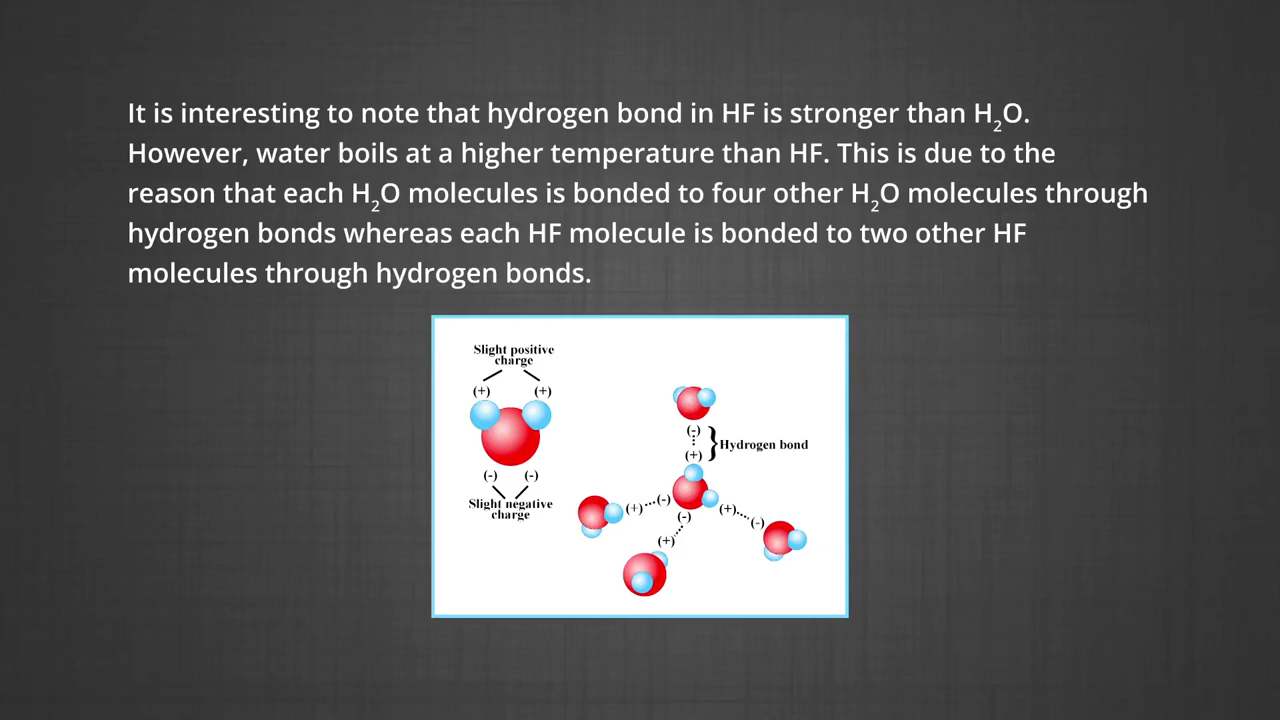 It is interesting to note that hydrogen bond in HF is stronger than H₂O.
However, water boils at a higher temperature than HF. This is due to the
reason that each H₂O molecules is bonded to four other H₂O molecules through
hydrogen bonds whereas each HF molecule is bonded to two other HF
molecules through hydrogen bonds.
Slight positive
charge
(+) (+)
(-) (-)
Slight negative
charge
(-)
Hydrogen bond
(+)
(+) (-)
(-)
(+)
(+) (-)